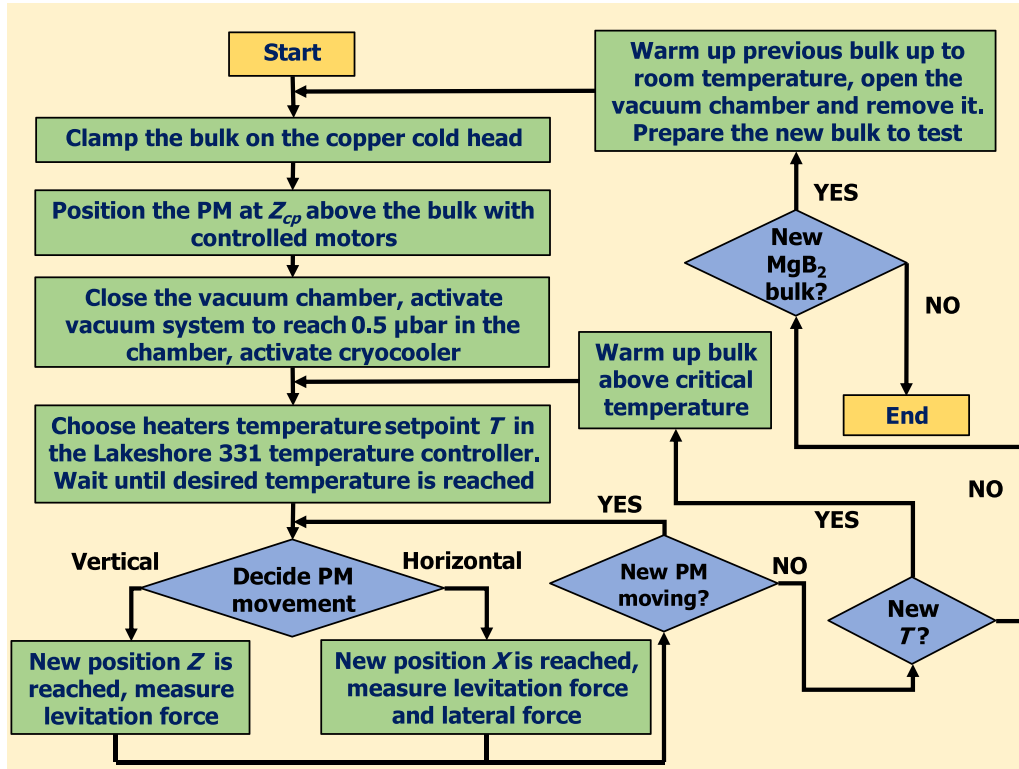 Start
Clamp the bulk on the copper cold head
Position the PM at Zcp above the bulk with
controlled motors
Close the vacuum chamber, activate
vacuum system to reach 0.5 µbar in the
chamber, activate cryocooler
Choose heaters temperature setpoint T in
the Lakeshore 331 temperature controller.
Wait until desired temperature is reached
Vertical
Decide PM
movement
Horizontal
New position Z is
reached, measure
levitation force
New position X is reached,
measure levitation force
and lateral force
YES
New PM
moving?
NO
New
T?
YES
NO
Warm up bulk
above critical
temperature
New
MgB₂
bulk?
YES
NO
End
Warm up previous bulk up to
room temperature, open the
vacuum chamber and remove it.
Prepare the new bulk to test